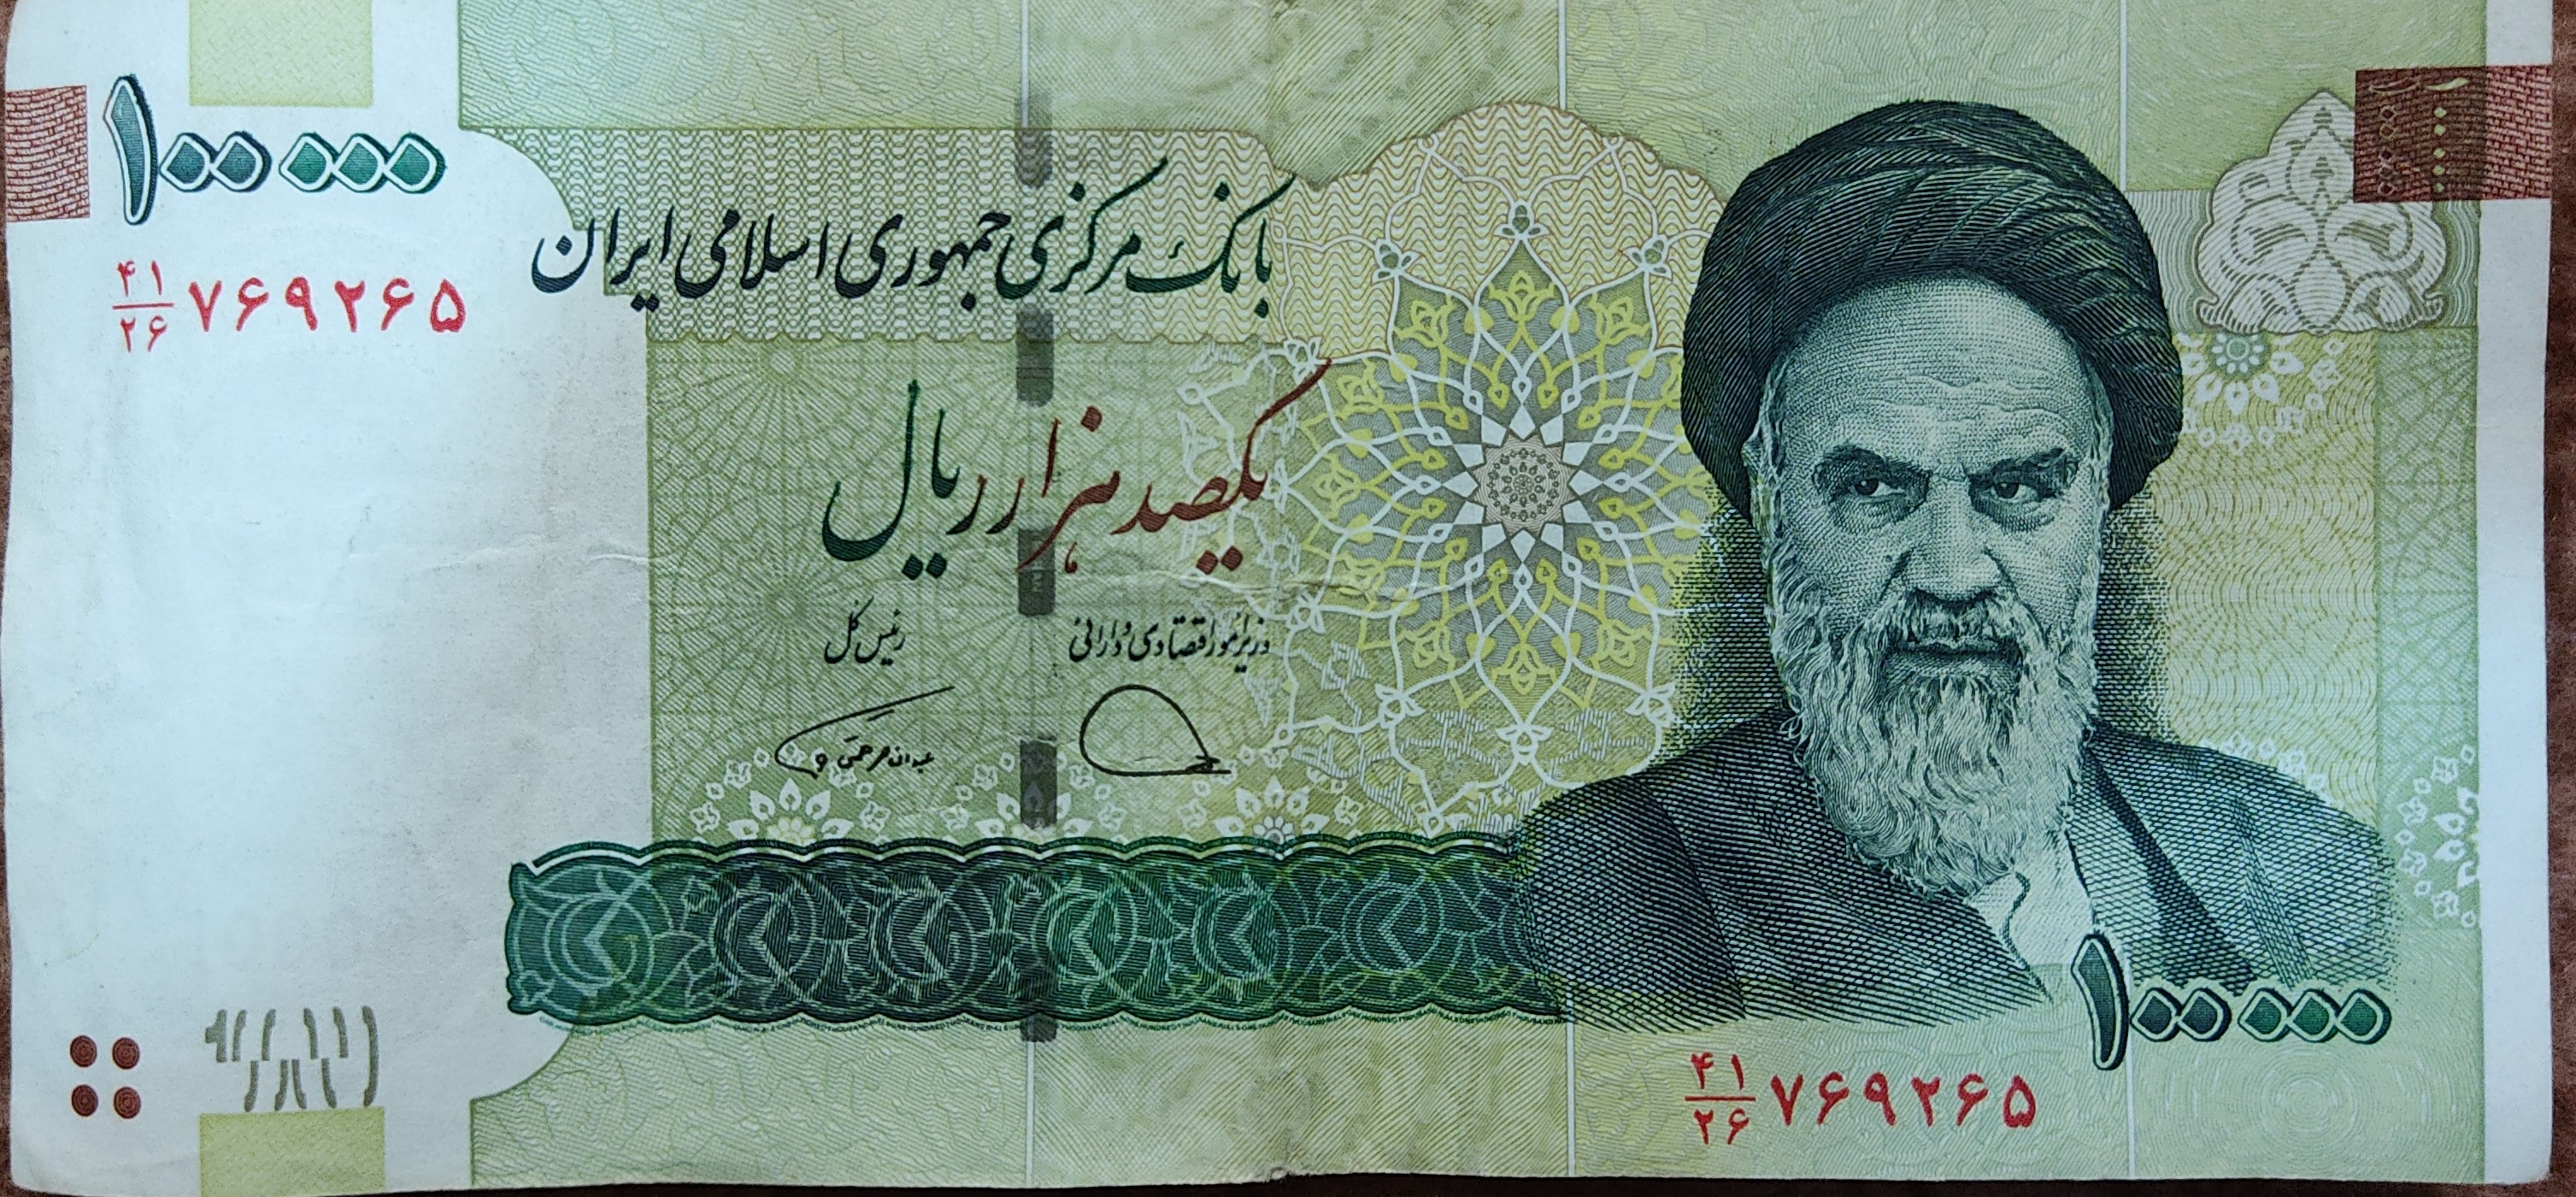 ۱۰۰ ۰۰۰
۴۱/۲۶ ۷۶۹۲۶۵
بانک مرکزی جمهوری اسلامی ایران
یکصد هزار ریال
وزیر امور اقتصادی و دارائی
رئیس کل
۱۰۰ ۰۰۰
۴۱/۲۶ ۷۶۹۲۶۵